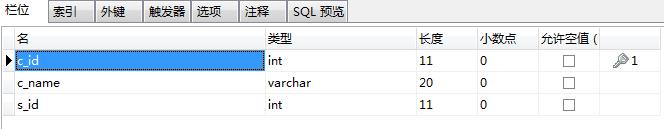 栏位 索引 外键 触发器 选项 注释 SQL 预览
名 类型 长度 小数点 允许空值 (
c_id int 11 0 1
c_name varchar 20 0
s_id int 11 0